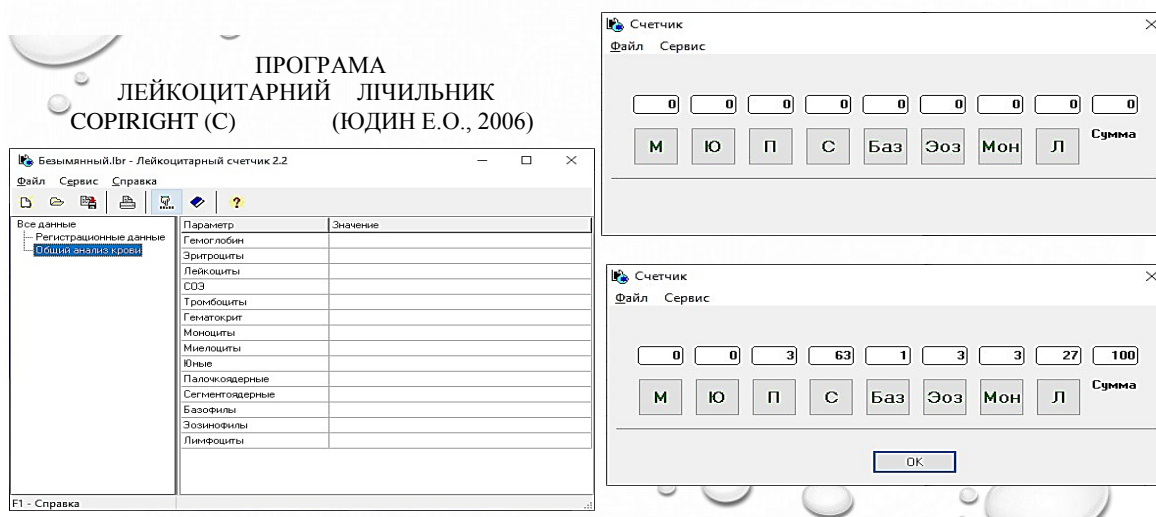 ПРОГРАМА
ЛЕЙКОЦИТАРНИЙ ЛІЧИЛЬНИК
COPIRIGHT (C) (ЮДИН Е.О., 2006)
Безымянный.lbr - Лейкоцитарный счетчик 2.2
Файл Сервис Справка
Все данные
Регистрационные данные
Общий анализ крови
Параметр Значение
Гемоглобин
Эритроциты
Лейкоциты
СОЭ
Тромбоциты
Гематокрит
Моноциты
Миелоциты
Юные
Палочкоядерные
Сегментоядерные
Базофилы
Эозинофилы
Лимфоциты
F1 - Справка
Счетчик
Файл Сервис
0 0 0 0 0 0 0 0 0
М Ю П С Баз Эоз Мон Л Сумма
Счетчик
Файл Сервис
0 0 3 63 1 3 3 27 100
М Ю П С Баз Эоз Мон Л Сумма
OK